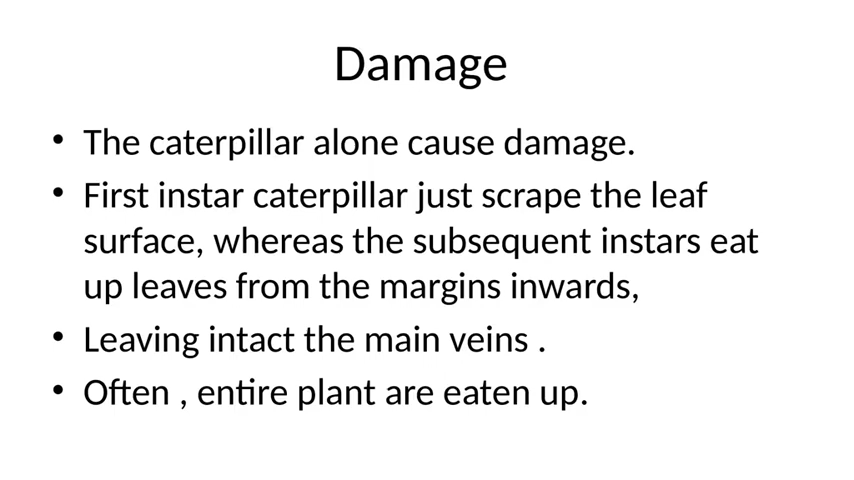 Damage
• The caterpillar alone cause damage.
• First instar caterpillar just scrape the leaf
surface, whereas the subsequent instars eat
up leaves from the margins inwards,
• Leaving intact the main veins .
• Often , entire plant are eaten up.